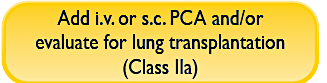 Add i.v. or s.c. PCA and/or
evaluate for lung transplantation
(Class IIa)